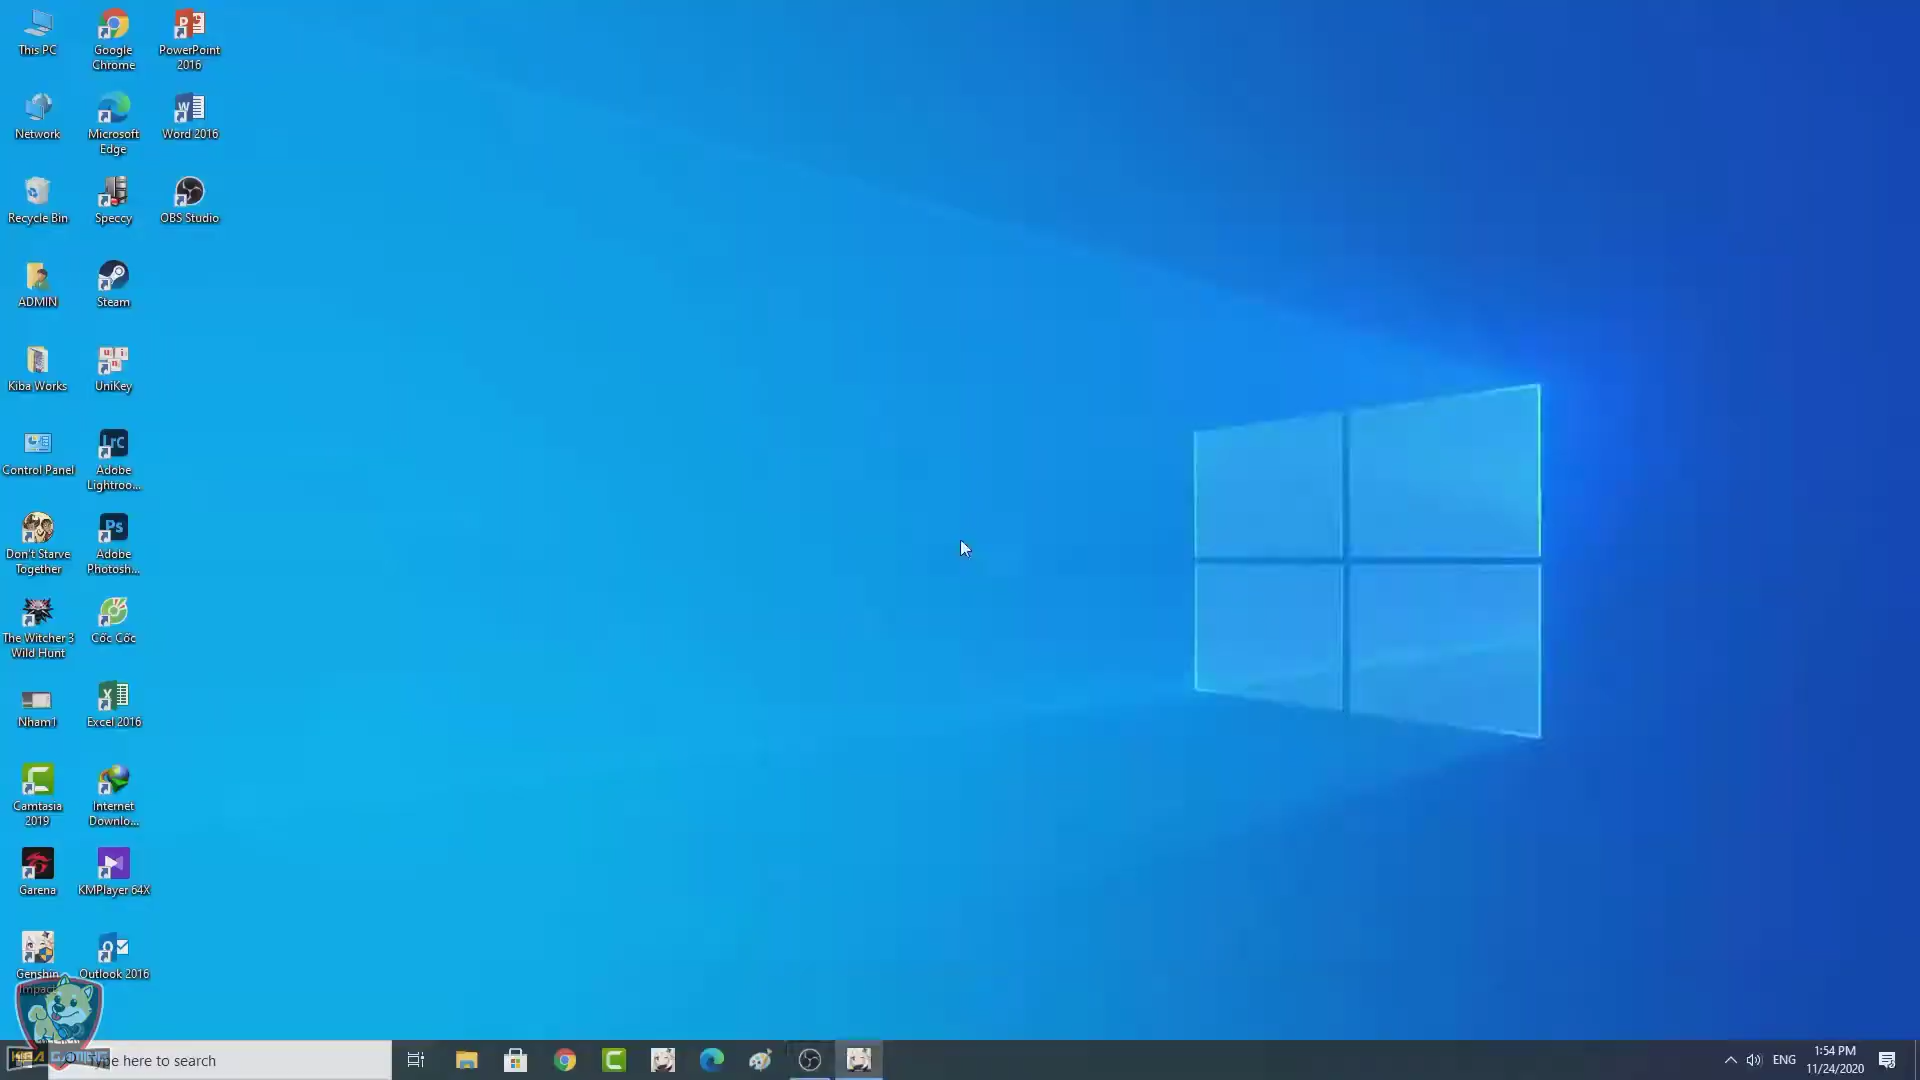 This PC
Google
Chrome
PowerPoint
2016
Network
Microsoft
Edge
Word 2016
Recycle Bin
Speccy
OBS Studio
ADMIN
Steam
Kiba Works
UniKey
Control Panel
Adobe
Lightroo...
Don't Starve
Together
Adobe
Photosh...
The Witcher 3
Wild Hunt
Cốc Cốc
Nham1
Excel 2016
Camtasia
2019
Internet
Downlo...
Garena
KMPlayer 64X
Genshin
Impact
Outlook 2016
KIBA GAMING
here to search
ENG
1:54 PM
11/24/2020